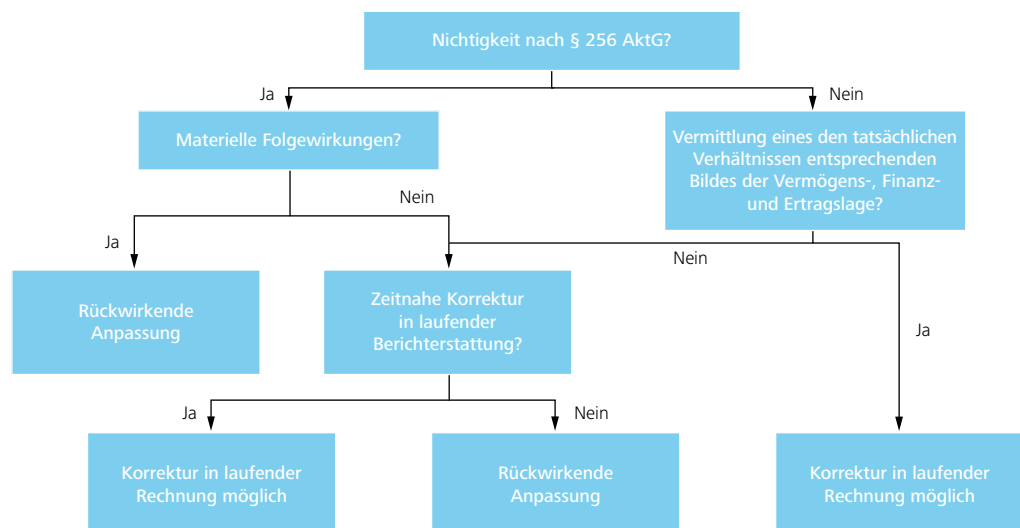 Nichtigkeit nach § 256 AktG?
Ja
Nein
Materielle Folgewirkungen?
Vermittlung eines den tatsächlichen
Verhältnissen entsprechenden
Bildes der Vermögens-, Finanz-
und Ertragslage?
Nein
Ja
Nein
Rückwirkende
Anpassung
Zeitnahe Korrektur
in laufender
Berichterstattung?
Ja
Ja
Nein
Korrektur in laufender
Rechnung möglich
Rückwirkende
Anpassung
Korrektur in laufender
Rechnung möglich